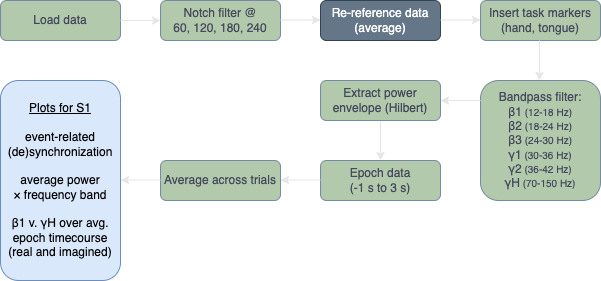 Load data
Notch filter @
60, 120, 180, 240
Re-reference data
(average)
Insert task markers
(hand, tongue)
Bandpass filter:
β1 (12-18 Hz)
β2 (18-24 Hz)
β3 (24-30 Hz)
γ1 (30-36 Hz)
γ2 (36-42 Hz)
γH (70-150 Hz)
Extract power
envelope (Hilbert)
Epoch data
(-1 s to 3 s)
Average across trials
Plots for S1
event-related
(de)synchronization
average power
× frequency band
β1 v. γH over avg.
epoch timecourse
(real and imagined)